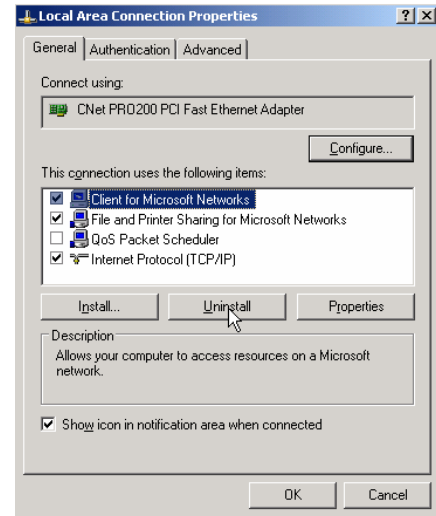 Local Area Connection Properties
General Authentication Advanced
Connect using:
CNet PRO200 PCI Fast Ethernet Adapter
Configure...
This connection uses the following items:
Client for Microsoft Networks
File and Printer Sharing for Microsoft Networks
QoS Packet Scheduler
Internet Protocol (TCP/IP)
Install... Uninstall Properties
Description
Allows your computer to access resources on a Microsoft
network.
Show icon in notification area when connected
OK Cancel